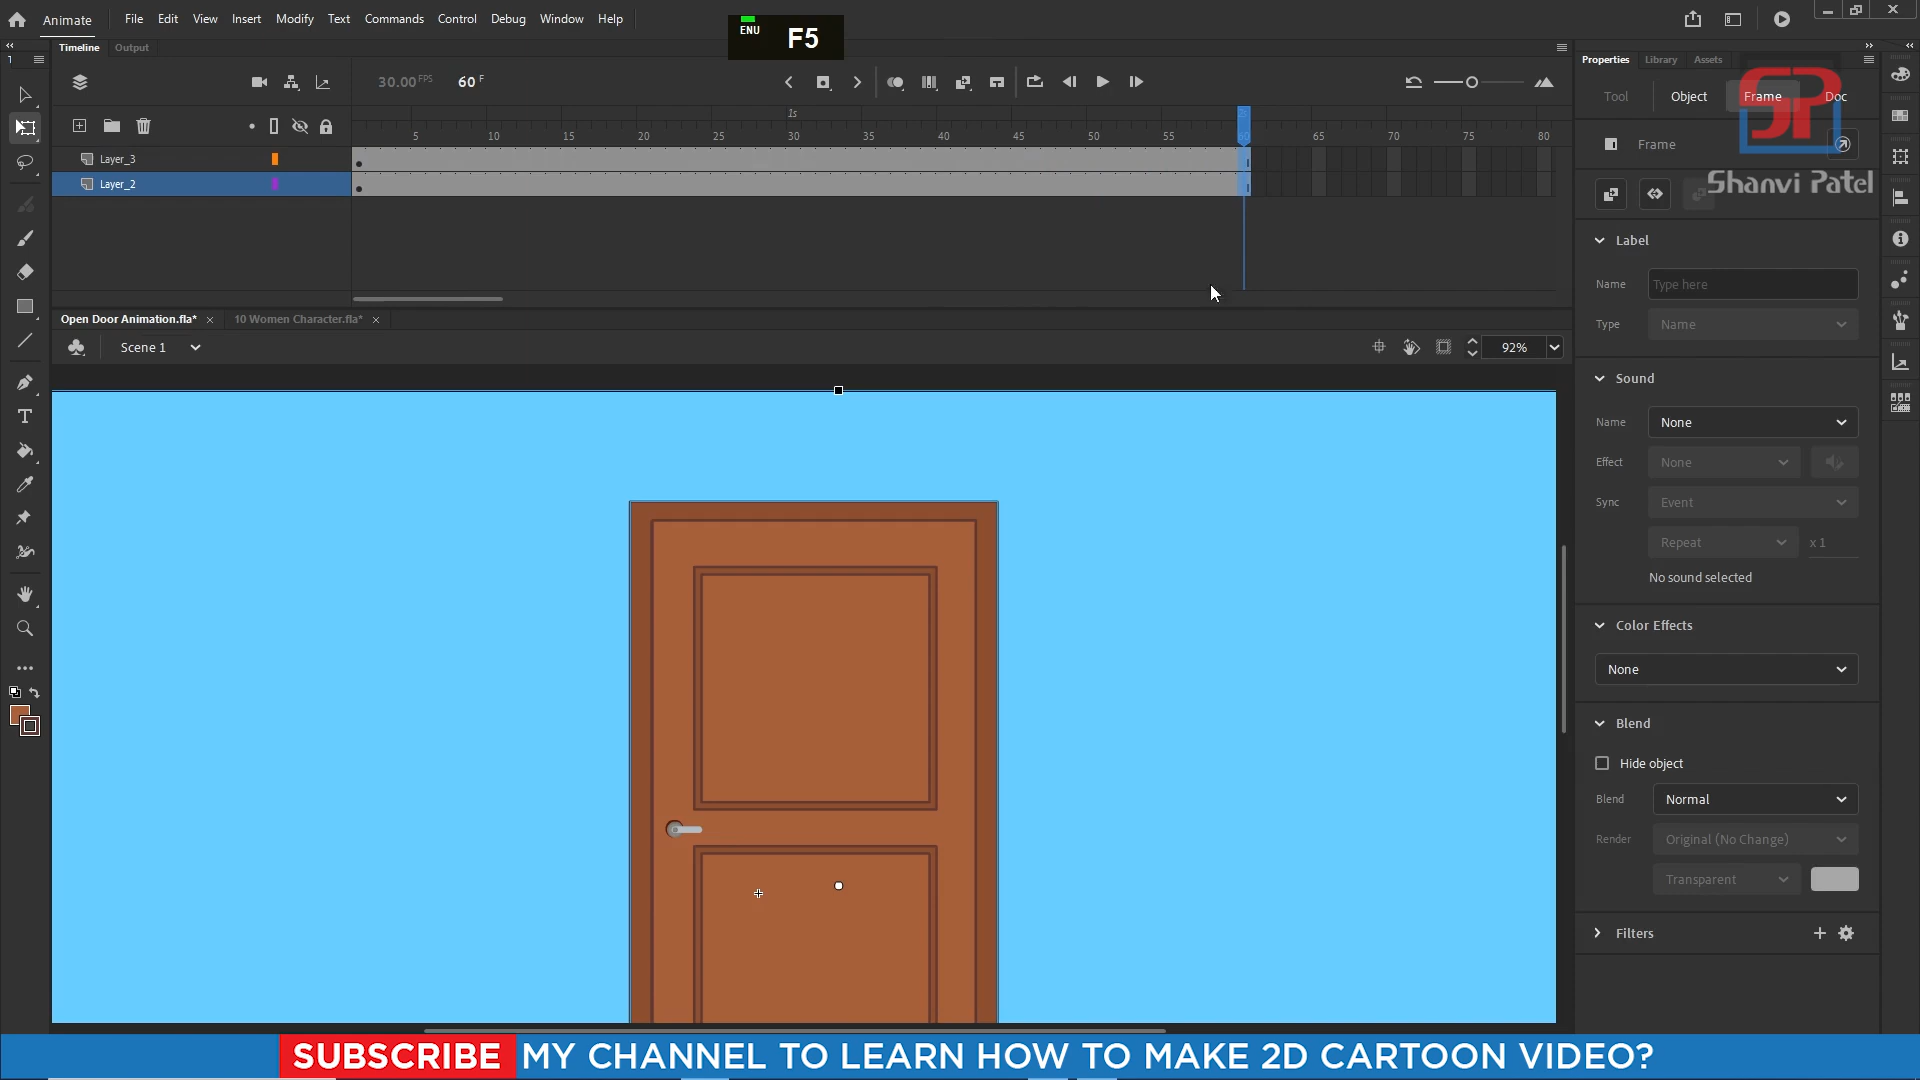 Animate File Edit View Insert Modify Text Commands Control Debug Window Help
ENU F5
Timeline Output
30.00 FPS 60 F
1s 2s
5 10 15 20 25 30 35 40 45 50 55 60 65 70 75 80
Layer_3
Layer_2
Open Door Animation.fla* × 10 Women Character.fla* ×
Scene 1
92%
Properties Library Assets
Tool Object Frame Doc
SP
Shanvi Patel
Frame
Label
Name Type here
Type Name
Sound
Name None
Effect None
Sync Event
Repeat x 1
No sound selected
Color Effects
None
Blend
Hide object
Blend Normal
Render Original (No Change)
Transparent
Filters
SUBSCRIBE MY CHANNEL TO LEARN HOW TO MAKE 2D CARTOON VIDEO?